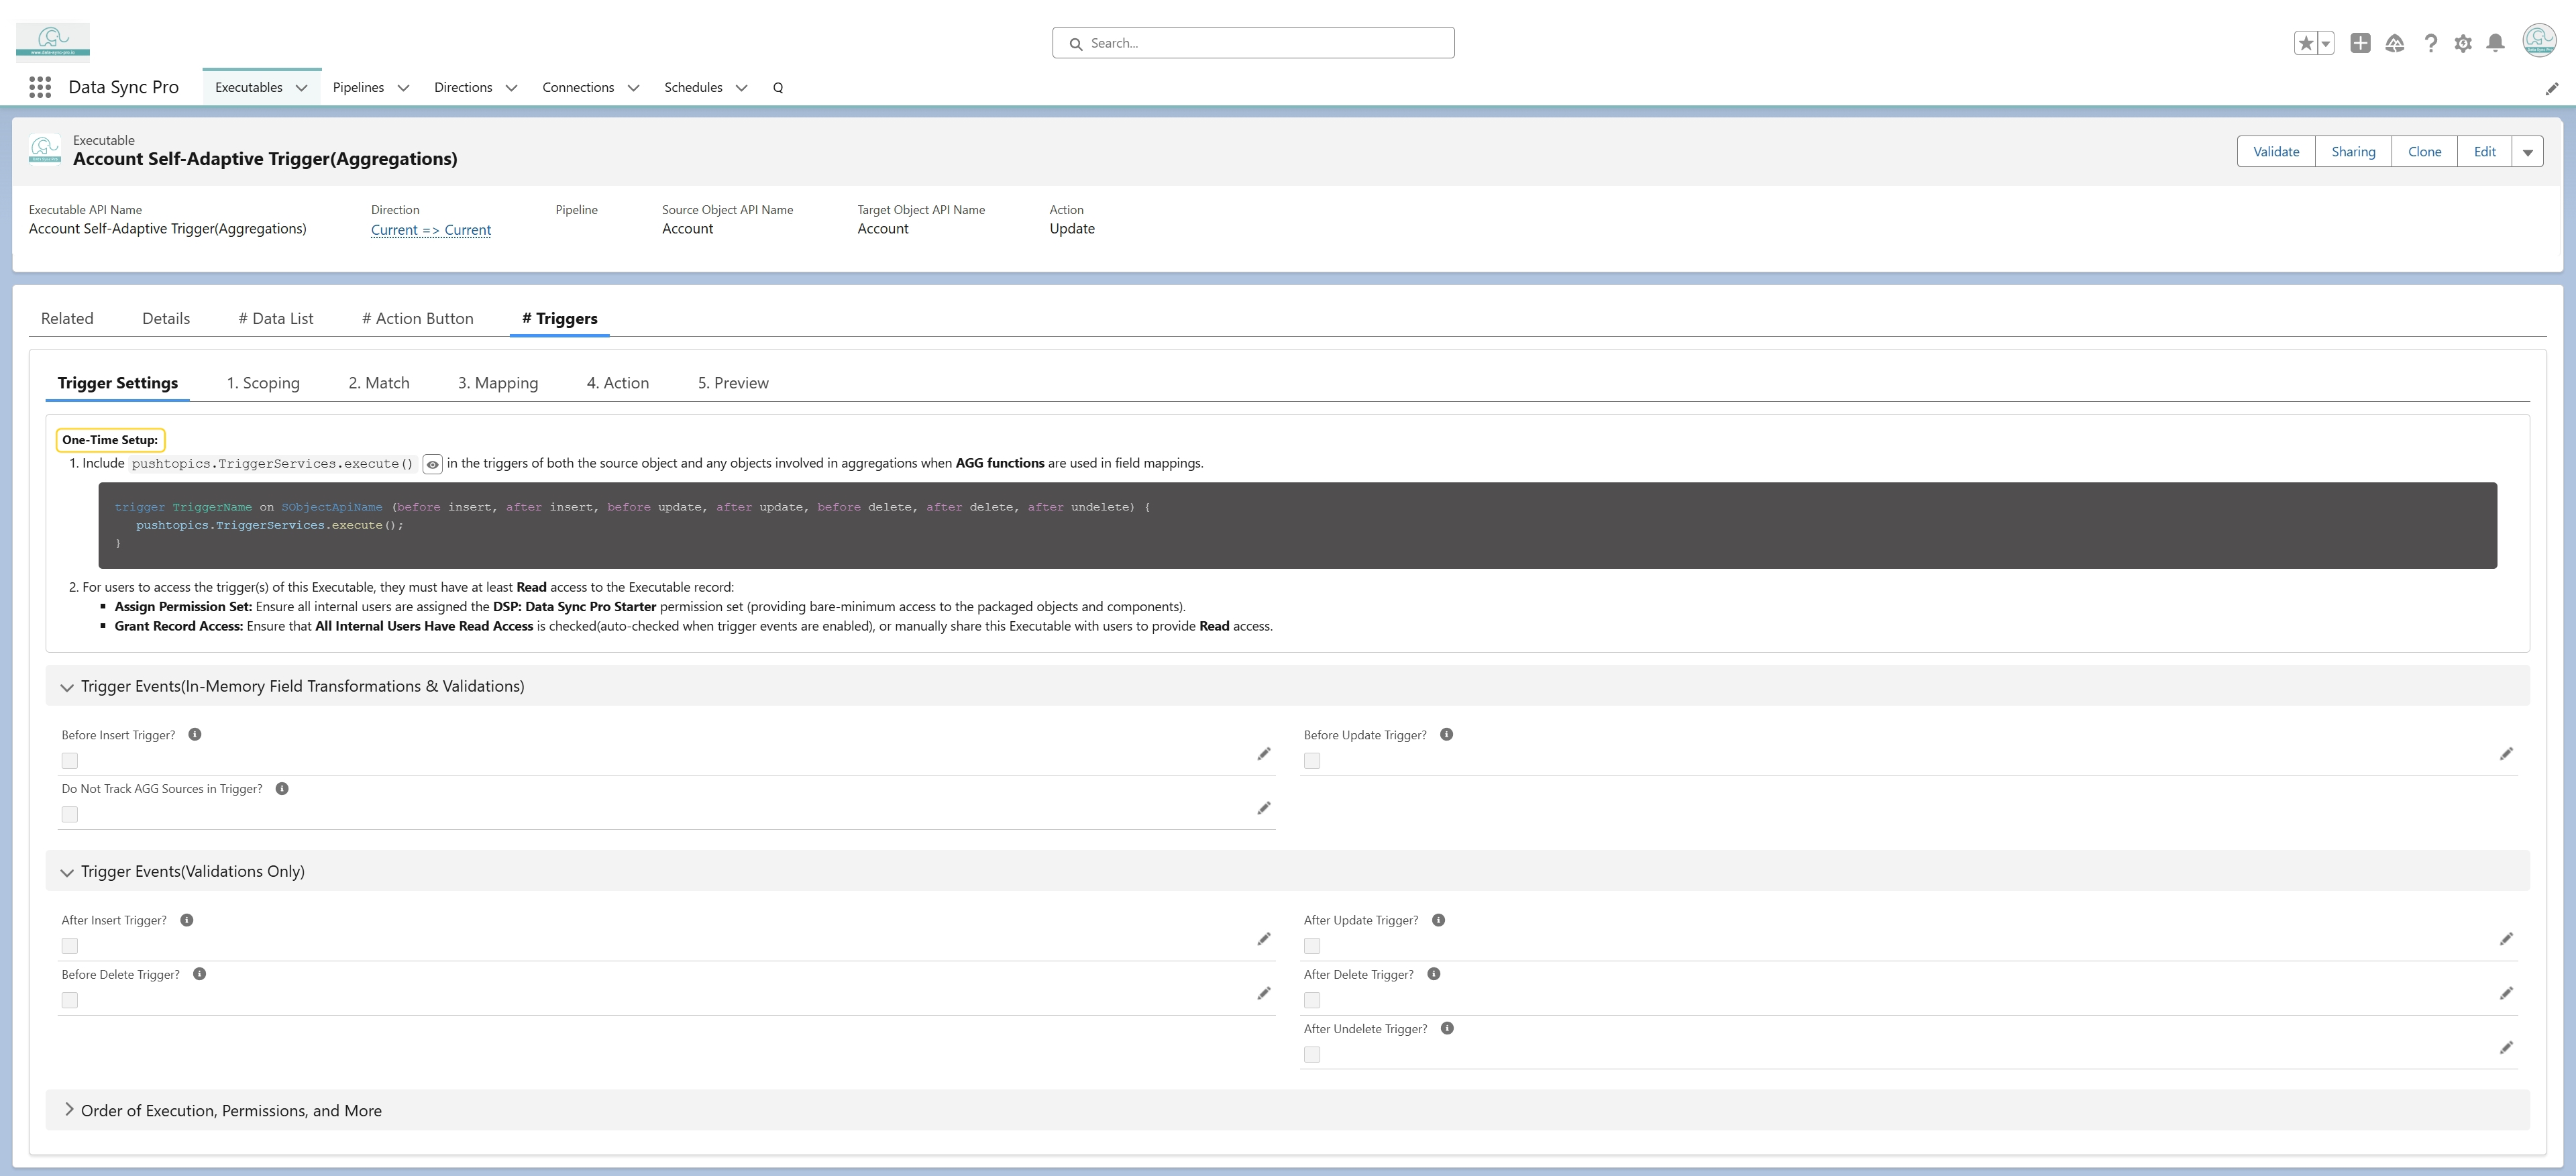 www.data-sync-pro.io
Search...
Data Sync Pro
Executables
Pipelines
Directions
Connections
Schedules
Q
Executable
Account Self-Adaptive Trigger(Aggregations)
Validate
Sharing
Clone
Edit
Executable API Name
Account Self-Adaptive Trigger(Aggregations)
Direction
Current => Current
Pipeline
Source Object API Name
Account
Target Object API Name
Account
Action
Update
Related
Details
# Data List
# Action Button
# Triggers
Trigger Settings
1. Scoping
2. Match
3. Mapping
4. Action
5. Preview
One-Time Setup:
1. Include pushtopics.TriggerServices.execute() in the triggers of both the source object and any objects involved in aggregations when AGG functions are used in field mappings.
trigger TriggerName on SObjectApiName (before insert, after insert, before update, after update, before delete, after delete, after undelete) {
pushtopics.TriggerServices.execute();
}
2. For users to access the trigger(s) of this Executable, they must have at least Read access to the Executable record:
▪ Assign Permission Set: Ensure all internal users are assigned the DSP: Data Sync Pro Starter permission set (providing bare-minimum access to the packaged objects and components).
▪ Grant Record Access: Ensure that All Internal Users Have Read Access is checked(auto-checked when trigger events are enabled), or manually share this Executable with users to provide Read access.
Trigger Events(In-Memory Field Transformations & Validations)
Before Insert Trigger?
Before Update Trigger?
Do Not Track AGG Sources in Trigger?
Trigger Events(Validations Only)
After Insert Trigger?
After Update Trigger?
Before Delete Trigger?
After Delete Trigger?
After Undelete Trigger?
Order of Execution, Permissions, and More